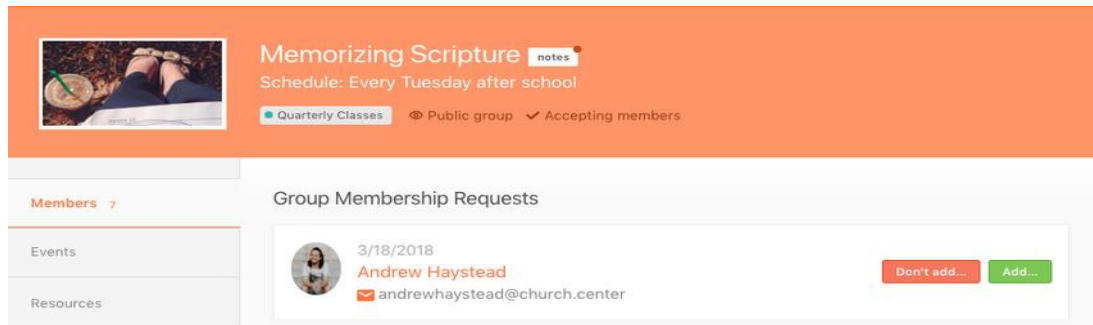 Memorizing Scripture notes
Schedule: Every Tuesday after school
Quarterly Classes Public group Accepting members
Members 7
Events
Resources
Group Membership Requests
3/18/2018
Andrew Haystead
andrewhaystead@church.center
Don't add... Add...